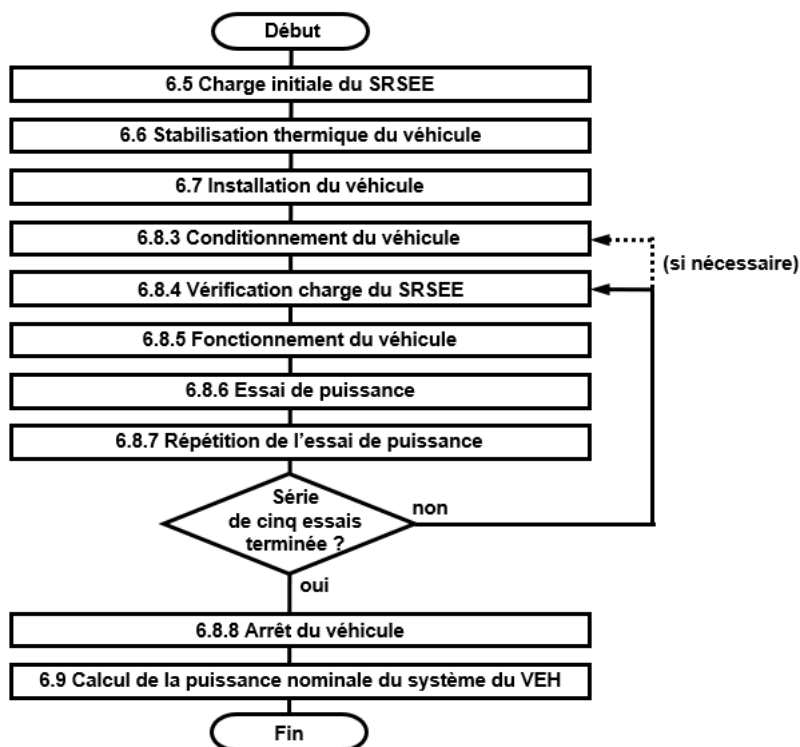 Début
6.5 Charge initiale du SRSEE
6.6 Stabilisation thermique du véhicule
6.7 Installation du véhicule
6.8.3 Conditionnement du véhicule
(si nécessaire)
6.8.4 Vérification charge du SRSEE
6.8.5 Fonctionnement du véhicule
6.8.6 Essai de puissance
6.8.7 Répétition de l'essai de puissance
Série
de cinq essais
terminée ?
non
oui
6.8.8 Arrêt du véhicule
6.9 Calcul de la puissance nominale du système du VEH
Fin